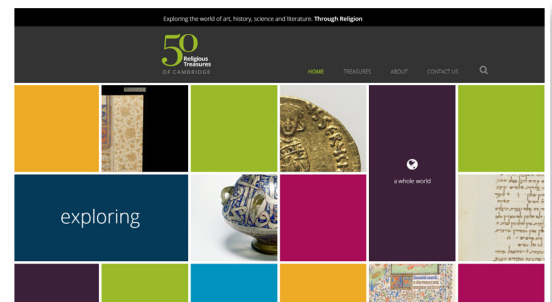 Exploring the world of art, history, science and literature. Through Religion
50
Religious
Treasures
OF CAMBRIDGE
HOME TREASURES ABOUT CONTACT US
a whole world
exploring